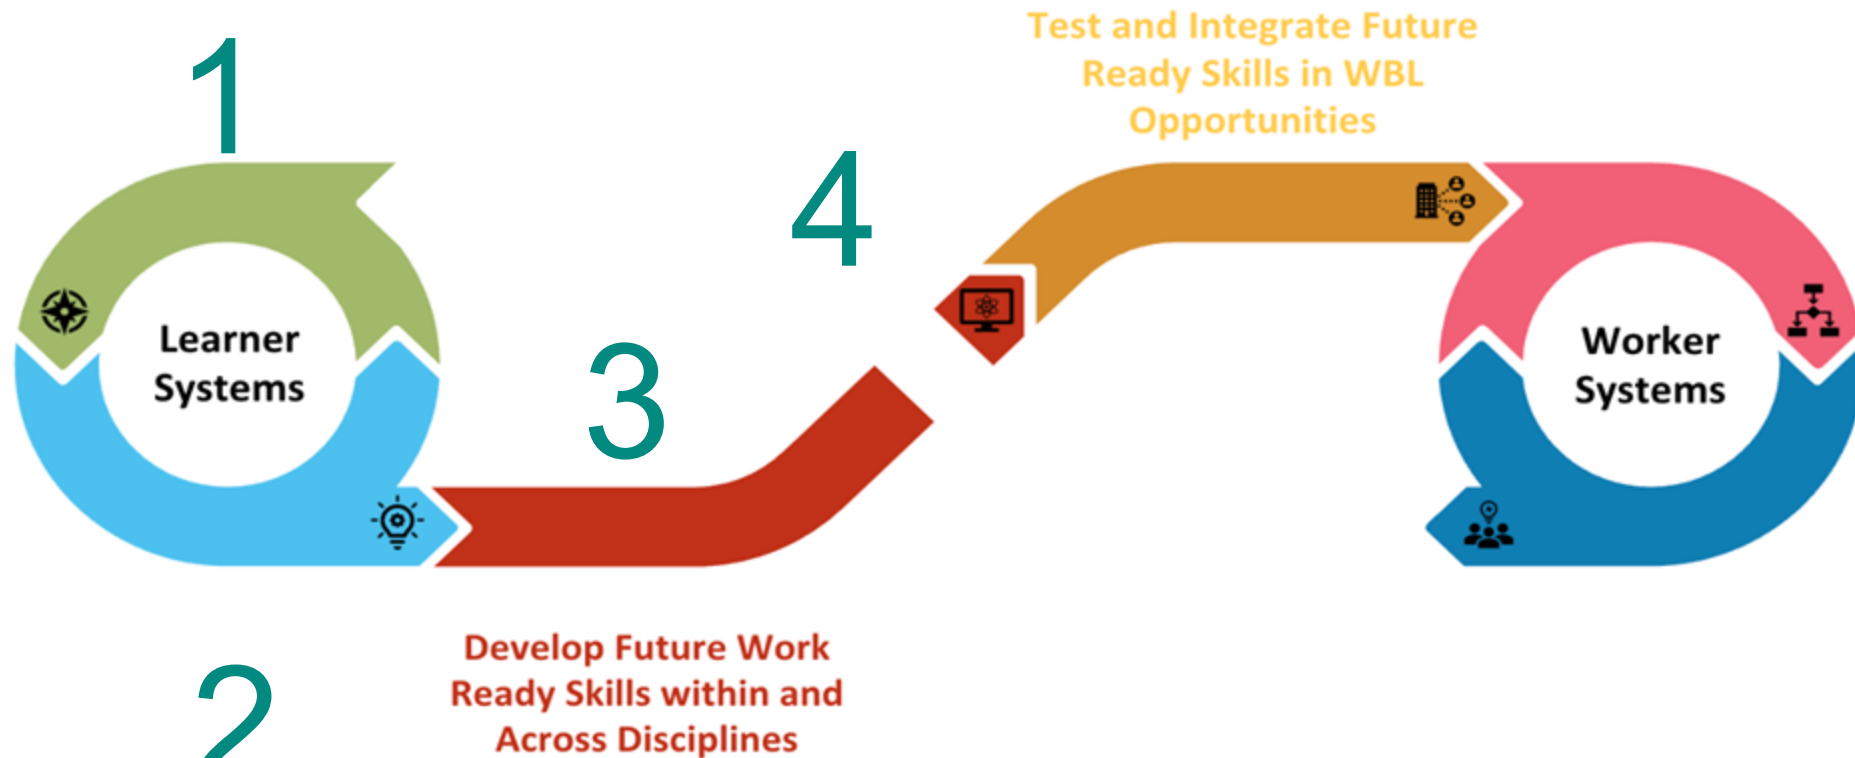 1
Test and Integrate Future
Ready Skills in WBL
Opportunities
4
Learner
Systems
3
Worker
Systems
Develop Future Work
Ready Skills within and
Across Disciplines
2